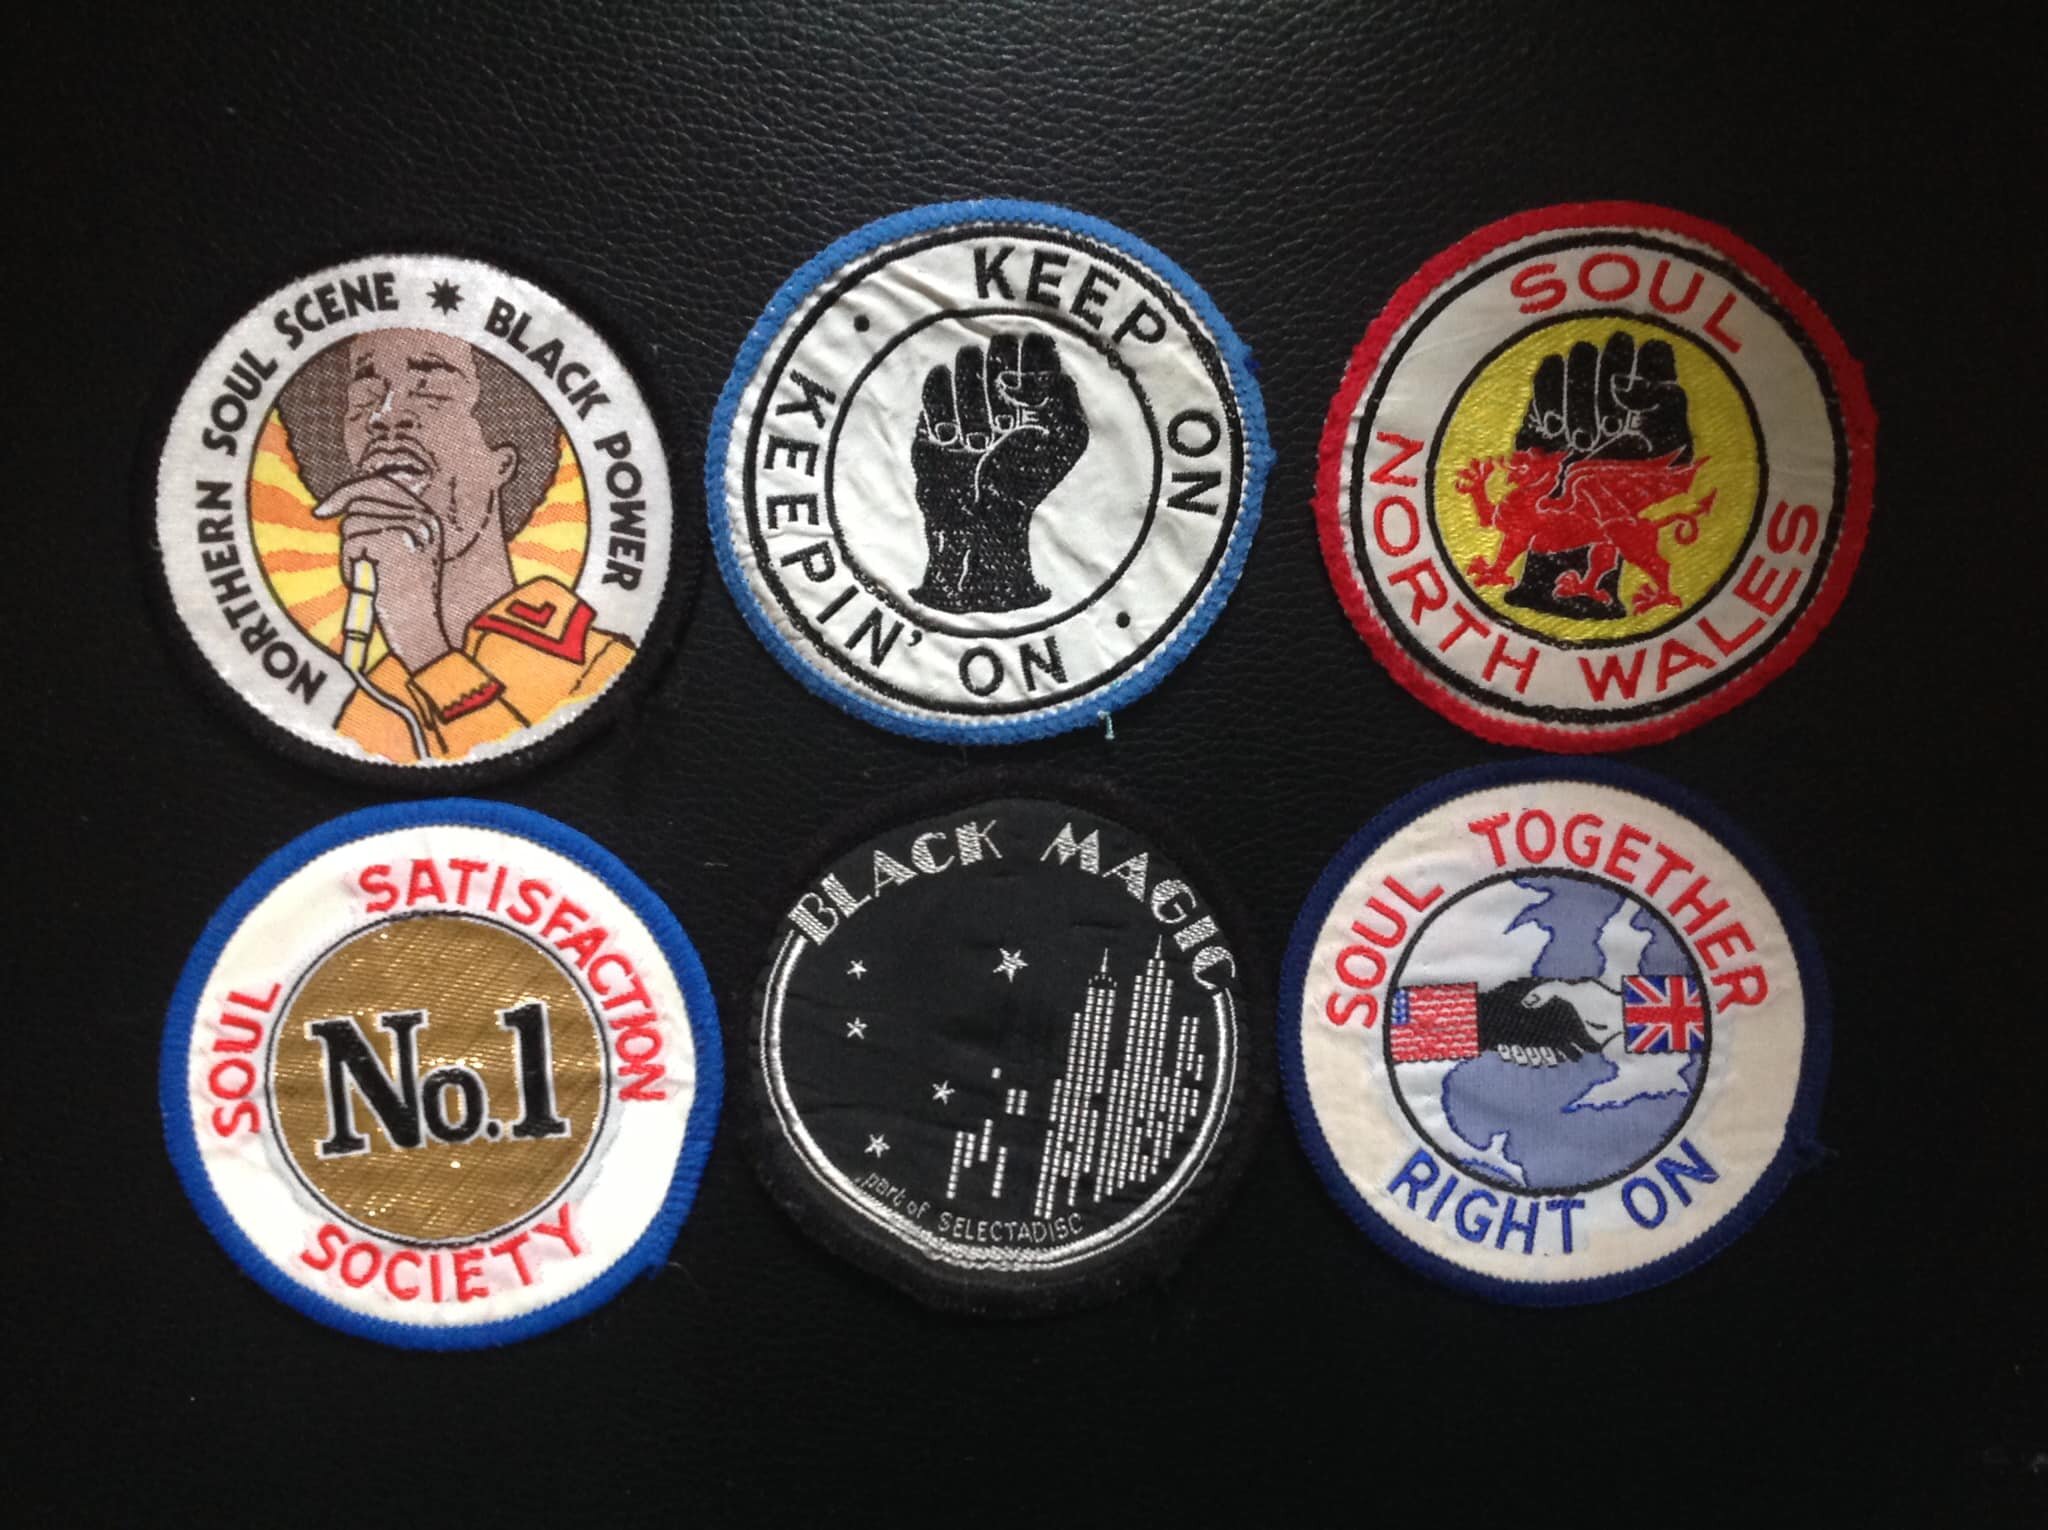 NORTHERN SOUL SCENE * BLACK POWER
L
KEEP ON
KEEPIN' ON
SOUL
NORTH WALES
SOUL SATISFACTION
SOCIETY
No.1
BLACK MAGIC
part of SELECTADISC
SOUL TOGETHER
RIGHT ON